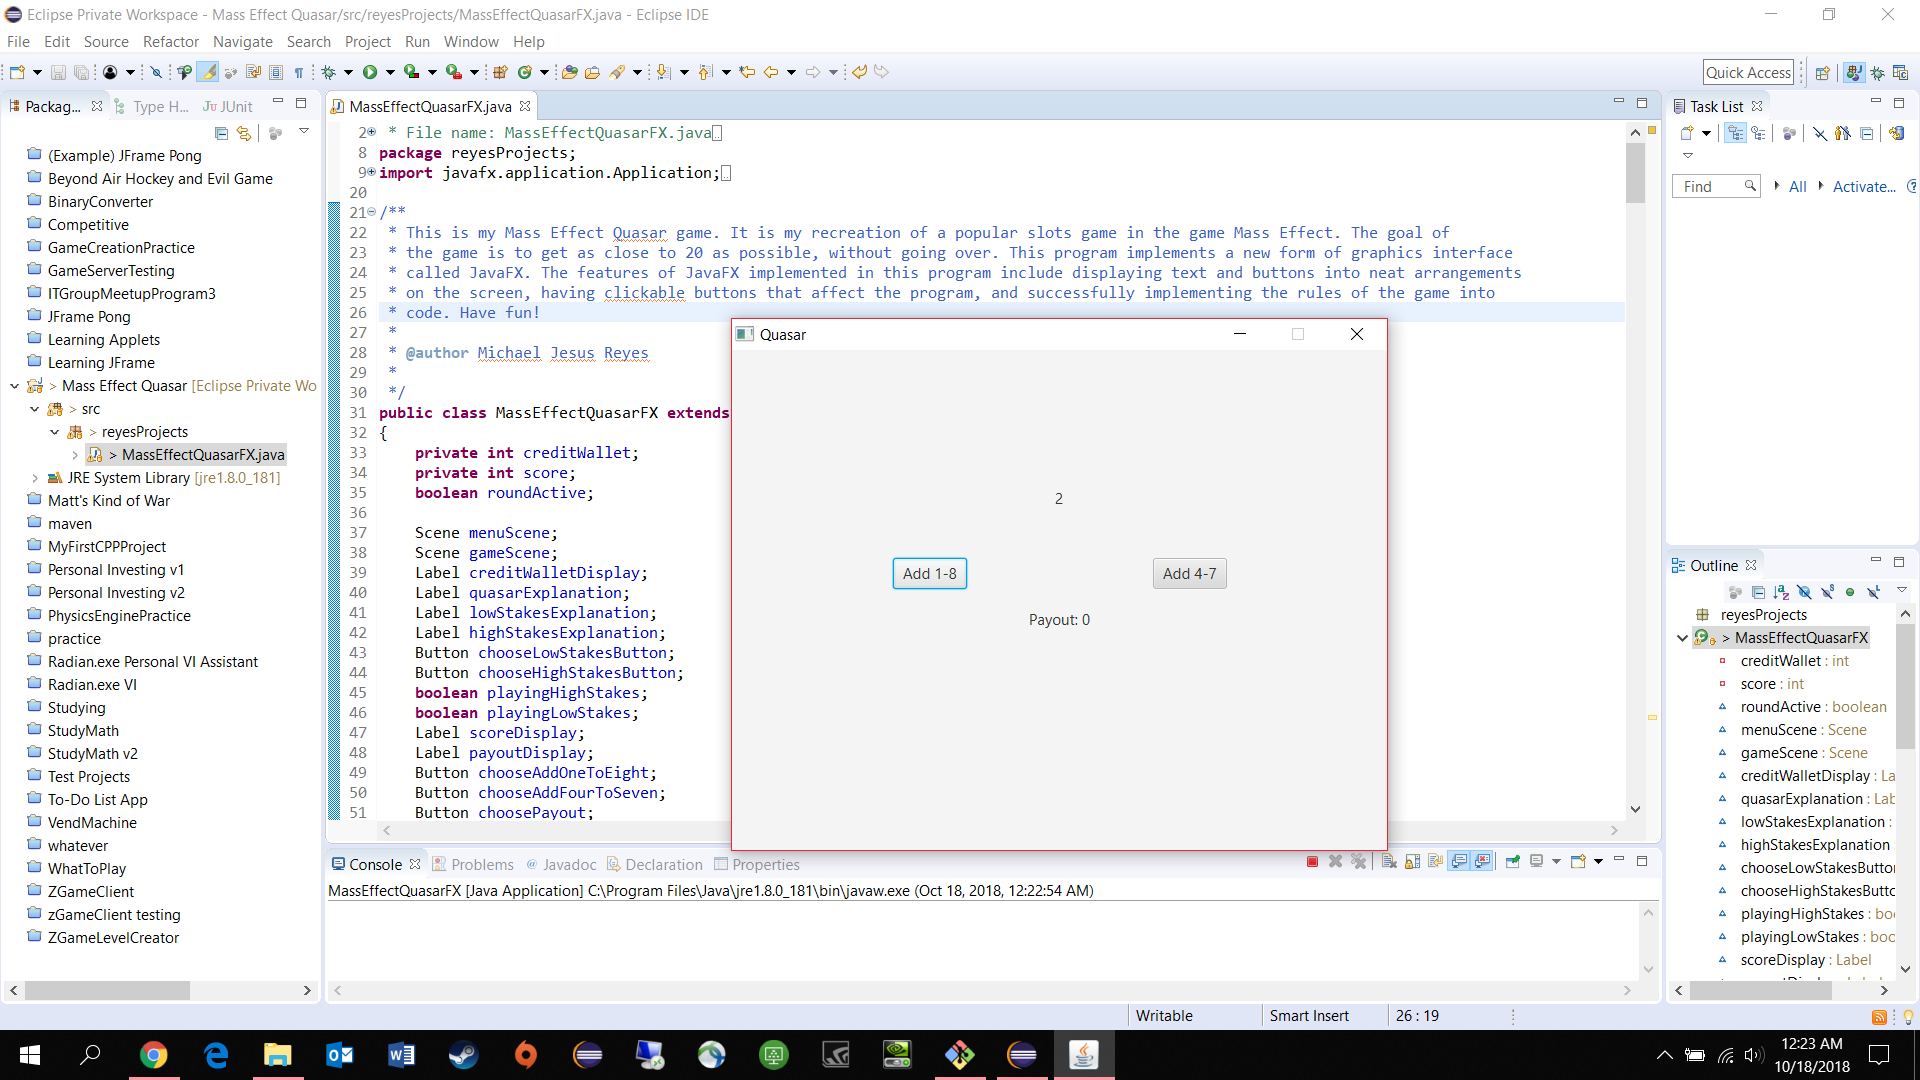 Eclipse Private Workspace - Mass Effect Quasar/src/reyesProjects/MassEffectQuasarFX.java - Eclipse IDE
File Edit Source Refactor Navigate Search Project Run Window Help
Quick Access
Packag...
Type H...
JUnit
(Example) JFrame Pong
Beyond Air Hockey and Evil Game
BinaryConverter
Competitive
GameCreationPractice
GameServerTesting
ITGroupMeetupProgram3
JFrame Pong
Learning Applets
Learning JFrame
> Mass Effect Quasar [Eclipse Private Wo
> src
> reyesProjects
> MassEffectQuasarFX.java
JRE System Library [jre1.8.0_181]
Matt's Kind of War
maven
MyFirstCPPProject
Personal Investing v1
Personal Investing v2
PhysicsEnginePractice
practice
Radian.exe Personal VI Assistant
Radian.exe VI
Studying
StudyMath
StudyMath v2
Test Projects
To-Do List App
VendMachine
whatever
WhatToPlay
ZGameClient
zGameClient testing
ZGameLevelCreator
MassEffectQuasarFX.java
2 * File name: MassEffectQuasarFX.java
8 package reyesProjects;
9 import javafx.application.Application;
20
21 /**
22 * This is my Mass Effect Quasar game. It is my recreation of a popular slots game in the game Mass Effect. The goal of
23 * the game is to get as close to 20 as possible, without going over. This program implements a new form of graphics interface
24 * called JavaFX. The features of JavaFX implemented in this program include displaying text and buttons into neat arrangements
25 * on the screen, having clickable buttons that affect the program, and successfully implementing the rules of the game into
26 * code. Have fun!
27 *
28 * @author Michael Jesus Reyes
29 *
30 */
31 public class MassEffectQuasarFX extends
32 {
33 private int creditWallet;
34 private int score;
35 boolean roundActive;
36
37 Scene menuScene;
38 Scene gameScene;
39 Label creditWalletDisplay;
40 Label quasarExplanation;
41 Label lowStakesExplanation;
42 Label highStakesExplanation;
43 Button chooseLowStakesButton;
44 Button chooseHighStakesButton;
45 boolean playingHighStakes;
46 boolean playingLowStakes;
47 Label scoreDisplay;
48 Label payoutDisplay;
49 Button chooseAddOneToEight;
50 Button chooseAddFourToSeven;
51 Button choosePayout;
Quasar
2
Add 1-8
Add 4-7
Payout: 0
Console
Problems
Javadoc
Declaration
Properties
MassEffectQuasarFX [Java Application] C:\Program Files\Java\jre1.8.0_181\bin\javaw.exe (Oct 18, 2018, 12:22:54 AM)
Task List
Find
All
Activate...
Outline
reyesProjects
> MassEffectQuasarFX
creditWallet : int
score : int
roundActive : boolean
menuScene : Scene
gameScene : Scene
creditWalletDisplay : La
quasarExplanation : Lab
lowStakesExplanation :
highStakesExplanation
chooseLowStakesButton
chooseHighStakesButto
playingHighStakes : boo
playingLowStakes : boo
scoreDisplay : Label
Writable
Smart Insert
26 : 19
12:23 AM
10/18/2018